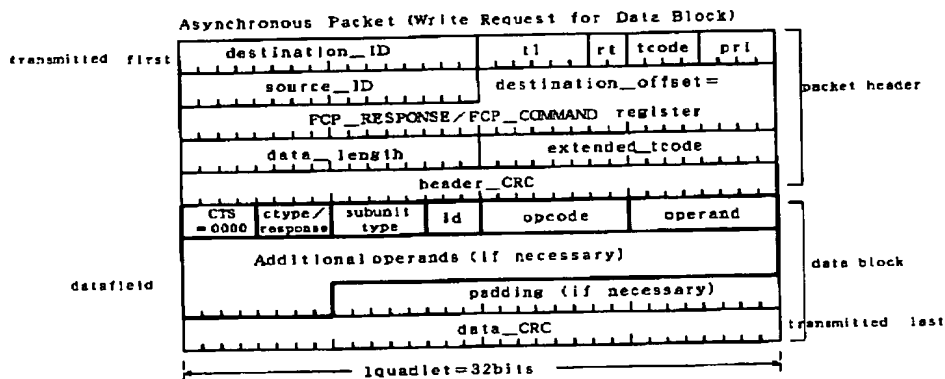 Asynchronous Packet (Write Request for Data Block)
transmitted first
destination_ID tl rt tcode pri
source_ID destination_offset=
packet header
FCP_RESPONSE/FCP_COMMAND register
data_length extended_tcode
header_CRC
CTS =0000 ctype/ response subunit type id opcode operand
Additional operands (if necessary)
datafield
data block
padding (if necessary)
data_CRC
transmitted last
1quadlet=32bits